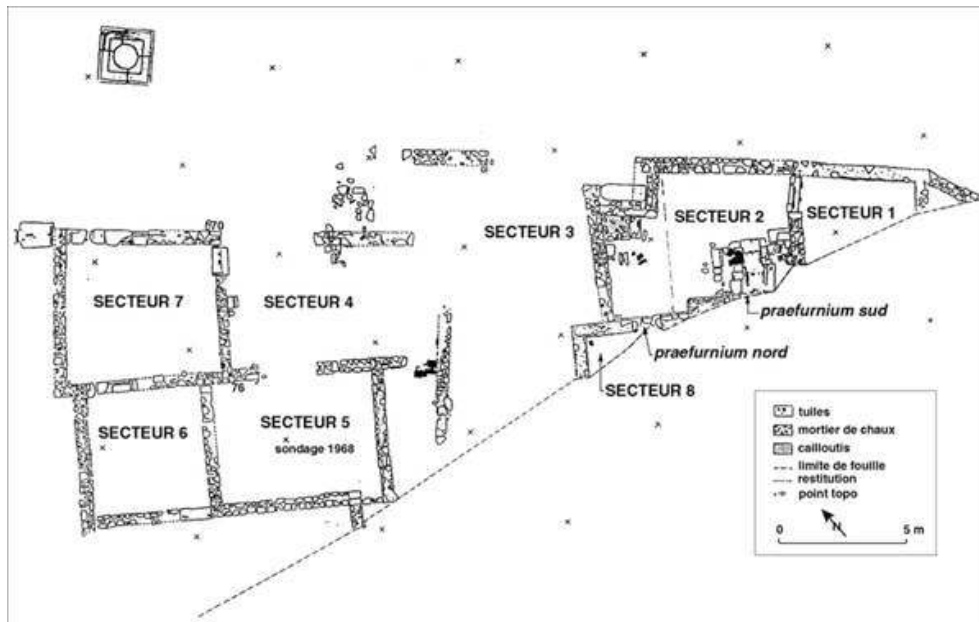 SECTEUR 1
SECTEUR 2
SECTEUR 3
SECTEUR 7
SECTEUR 4
praefurnium sud
praefurnium nord
SECTEUR 8
76
SECTEUR 6
SECTEUR 5
sondage 1968
tuiles
mortier de chaux
cailloutis
limite de fouille
restitution
point topo
N
0 5 m